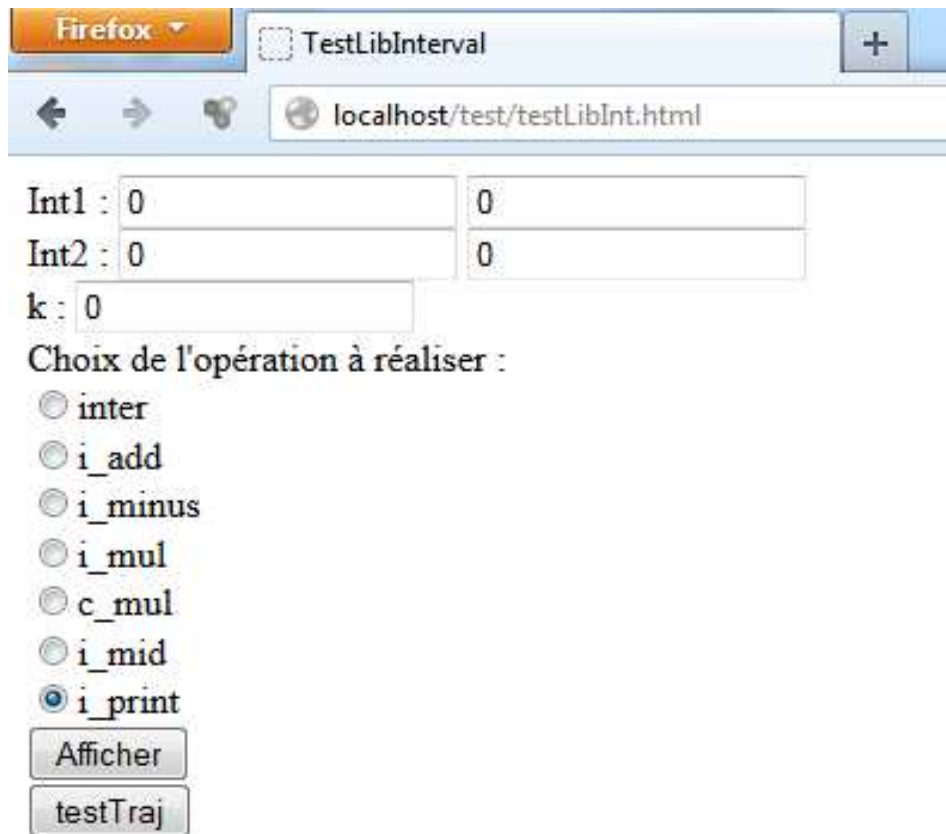 Firefox
TestLibInterval
localhost/test/testLibInt.html
Int1 : 0 0
Int2 : 0 0
k : 0
Choix de l'opération à réaliser :
inter
i_add
i_minus
i_mul
c_mul
i_mid
i_print
Afficher
testTraj